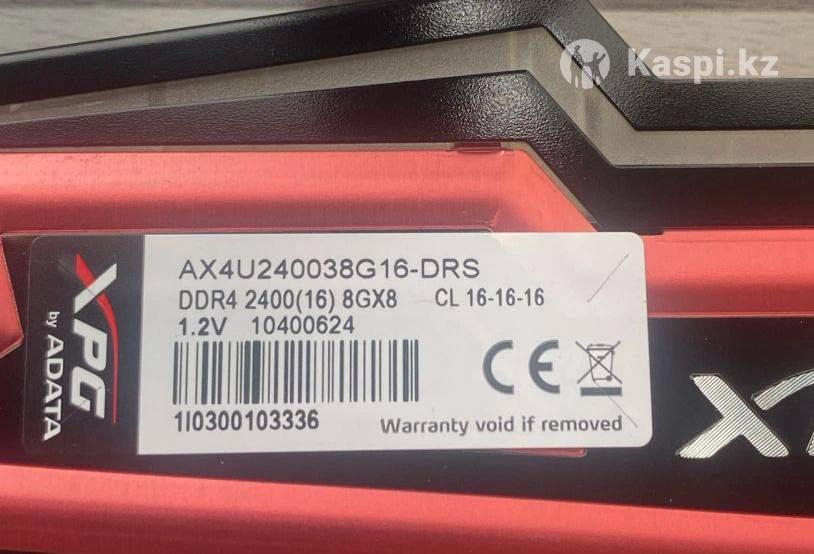 Kaspi.kz
XPG
by ADATA
AX4U240038G16-DRS
DDR4 2400(16) 8GX8 CL 16-16-16
1.2V 10400624
1I0300103336
CE
Warranty void if removed
X